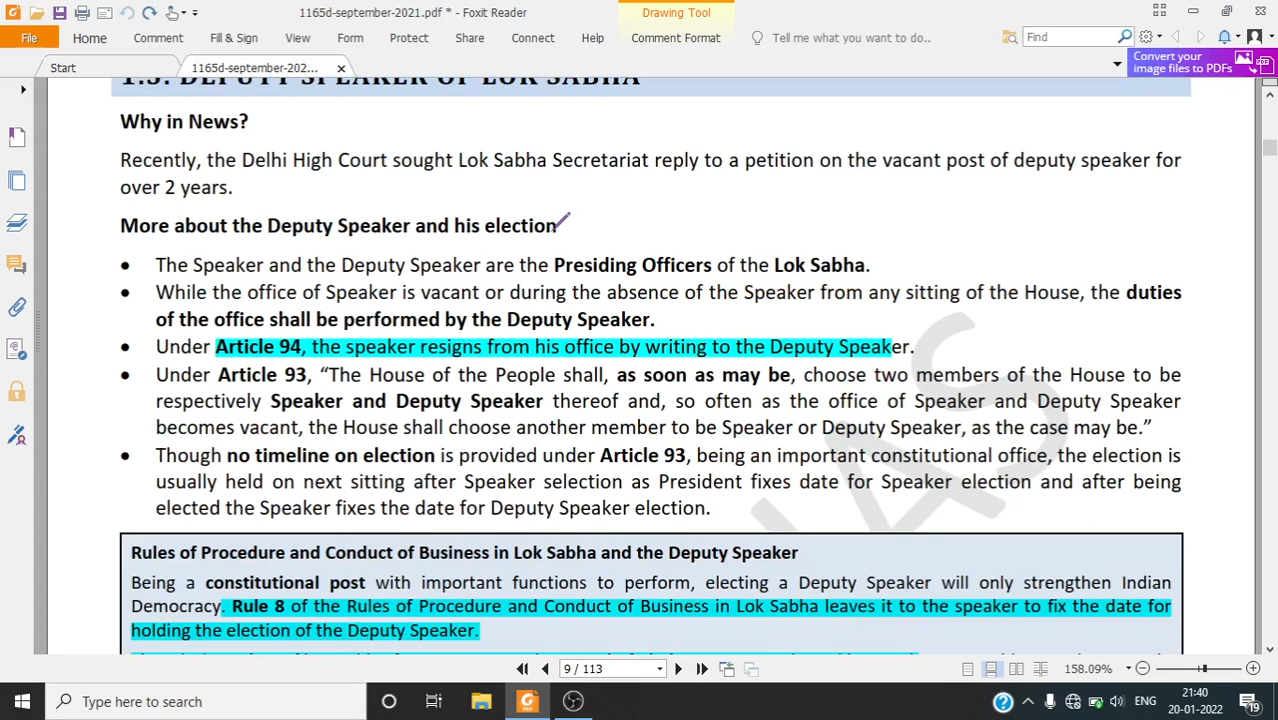 1165d-september-2021.pdf * - Foxit Reader
Drawing Tool
File Home Comment Fill & Sign View Form Protect Share Connect Help Comment Format Tell me what you want to do.. Find
Start 1165d-september-202... Convert your
image files to PDFs
1.3. DEPUTY SPEAKER OF LOK SABHA
Why in News?
Recently, the Delhi High Court sought Lok Sabha Secretariat reply to a petition on the vacant post of deputy speaker for
over 2 years.
More about the Deputy Speaker and his election
• The Speaker and the Deputy Speaker are the Presiding Officers of the Lok Sabha.
• While the office of Speaker is vacant or during the absence of the Speaker from any sitting of the House, the duties
of the office shall be performed by the Deputy Speaker.
• Under Article 94, the speaker resigns from his office by writing to the Deputy Speaker.
• Under Article 93, “The House of the People shall, as soon as may be, choose two members of the House to be
respectively Speaker and Deputy Speaker thereof and, so often as the office of Speaker and Deputy Speaker
becomes vacant, the House shall choose another member to be Speaker or Deputy Speaker, as the case may be.”
• Though no timeline on election is provided under Article 93, being an important constitutional office, the election is
usually held on next sitting after Speaker selection as President fixes date for Speaker election and after being
elected the Speaker fixes the date for Deputy Speaker election.
Rules of Procedure and Conduct of Business in Lok Sabha and the Deputy Speaker
Being a constitutional post with important functions to perform, electing a Deputy Speaker will only strengthen Indian
Democracy. Rule 8 of the Rules of Procedure and Conduct of Business in Lok Sabha leaves it to the speaker to fix the date for
holding the election of the Deputy Speaker.
9 / 113 158.09%
Type here to search ENG 21:40
20-01-2022 19